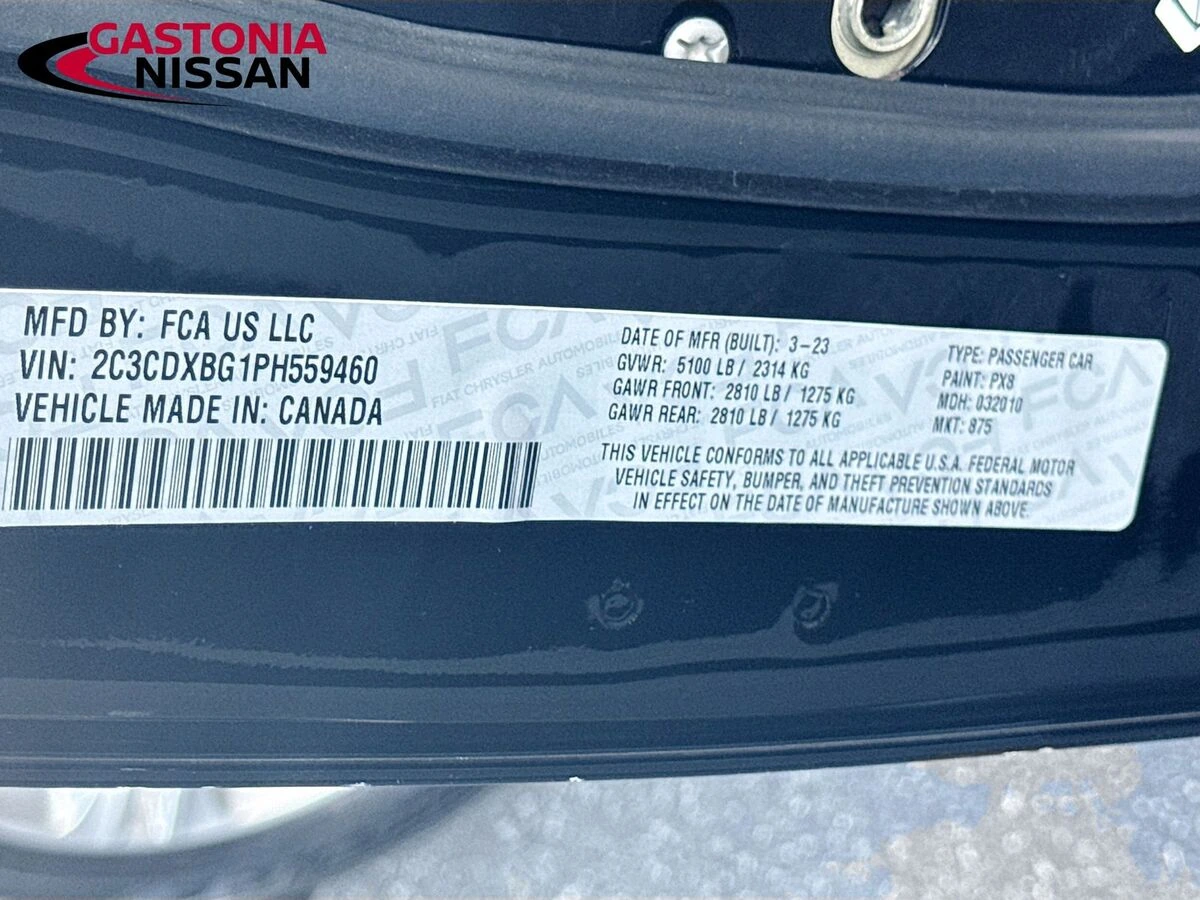 GASTONIA
NISSAN
MFD BY: FCA US LLC
VIN: 2C3CDXBG1PH559460
VEHICLE MADE IN: CANADA
DATE OF MFR (BUILT): 3-23
GVWR: 5100 LB / 2314 KG
GAWR FRONT: 2810 LB / 1275 KG
GAWR REAR: 2810 LB / 1275 KG
TYPE: PASSENGER CAR
PAINT: PX8
MDH: 032010
MKT: 875
THIS VEHICLE CONFORMS TO ALL APPLICABLE U.S.A. FEDERAL MOTOR
VEHICLE SAFETY, BUMPER, AND THEFT PREVENTION STANDARDS
IN EFFECT ON THE DATE OF MANUFACTURE SHOWN ABOVE.